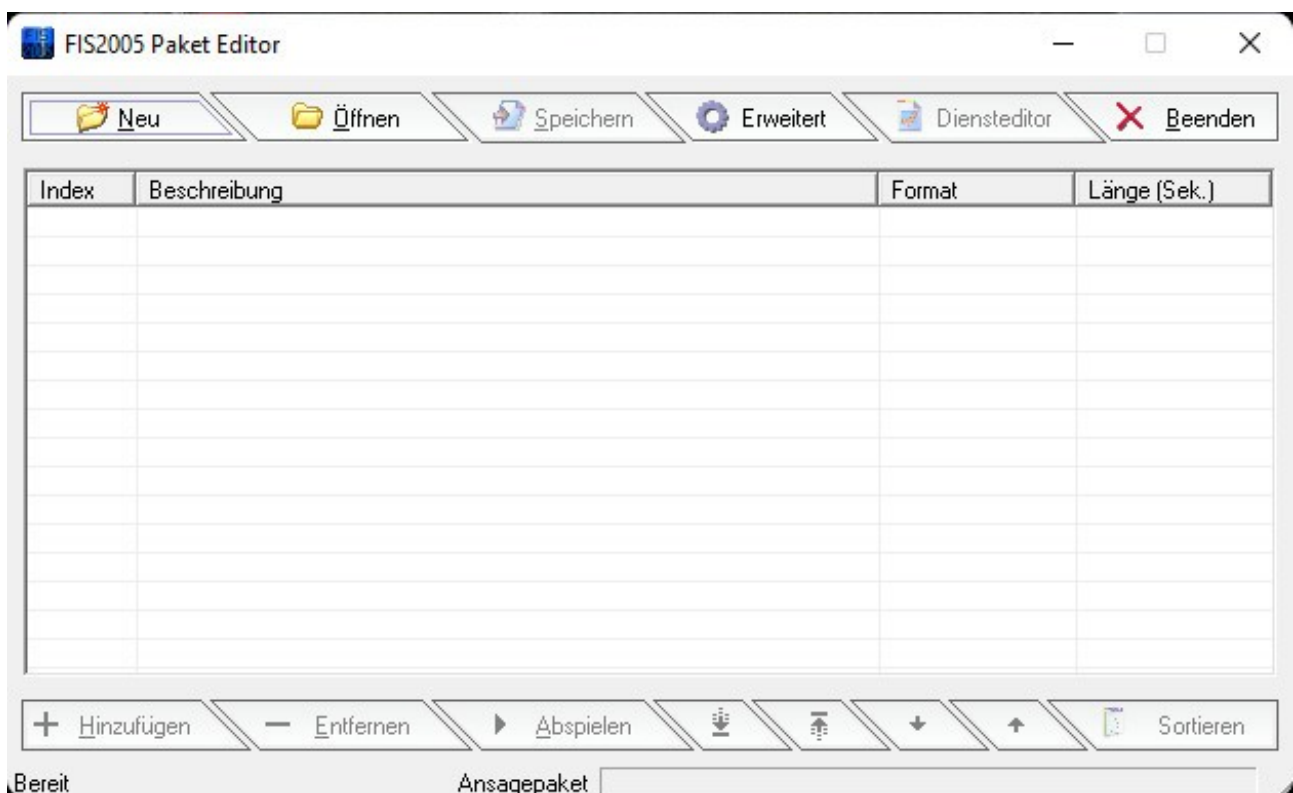 FIS2005 Paket Editor
Neu Öffnen Speichern Erweitert Diensteditor Beenden
Index Beschreibung Format Länge (Sek.)
Hinzufügen Entfernen Abspielen Sortieren
Bereit Ansagepaket